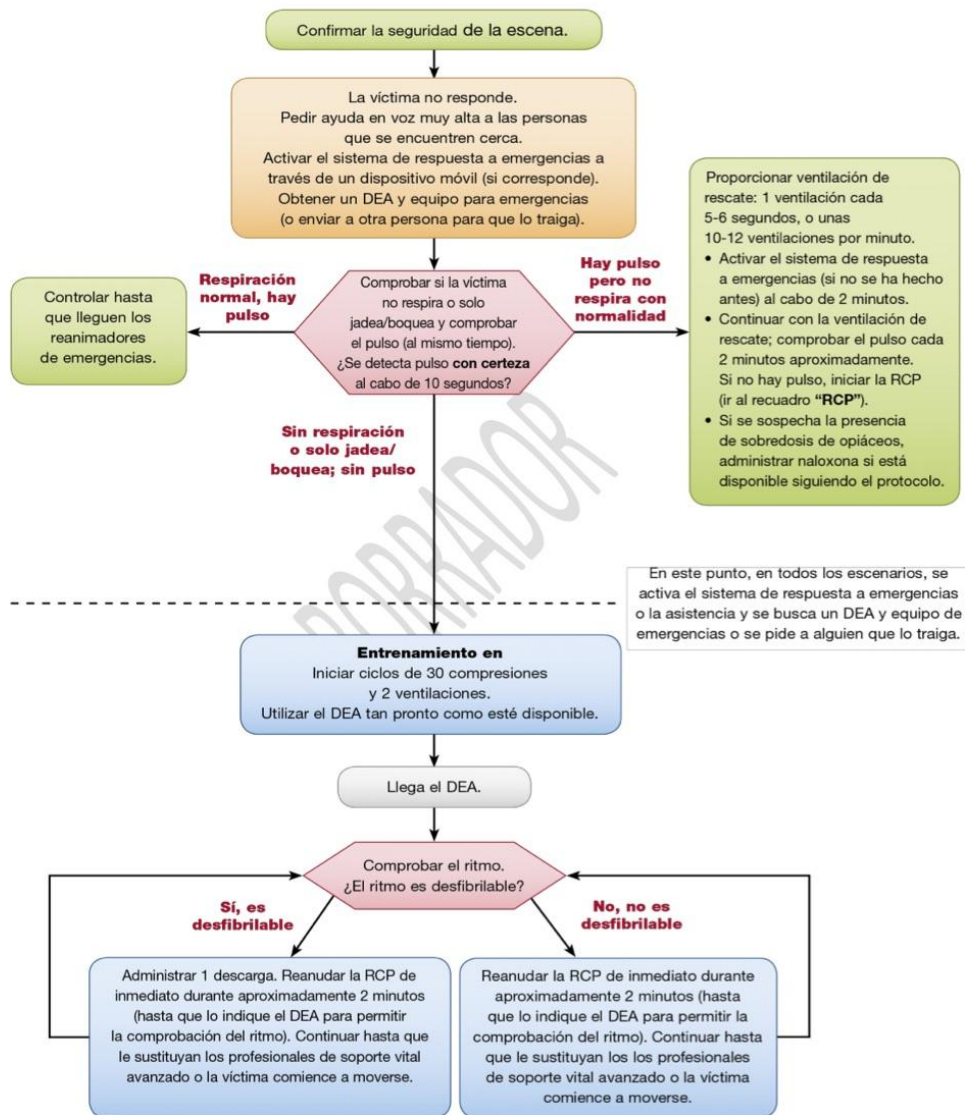 Confirmar la seguridad de la escena.
La víctima no responde.
Pedir ayuda en voz muy alta a las personas
que se encuentren cerca.
Activar el sistema de respuesta a emergencias a
través de un dispositivo móvil (si corresponde).
Obtener un DEA y equipo para emergencias
(o enviar a otra persona para que lo traiga).
Respiración
normal, hay
pulso
Controlar hasta
que lleguen los
reanimadores
de emergencias.
Comprobar si la víctima
no respira o solo
jadea/boquea y comprobar
el pulso (al mismo tiempo).
¿Se detecta pulso con certeza
al cabo de 10 segundos?
Hay pulso
pero no
respira con
normalidad
Proporcionar ventilación de
rescate: 1 ventilación cada
5-6 segundos, o unas
10-12 ventilaciones por minuto.
• Activar el sistema de respuesta
a emergencias (si no se ha hecho
antes) al cabo de 2 minutos.
• Continuar con la ventilación de
rescate; comprobar el pulso cada
2 minutos aproximadamente.
Si no hay pulso, iniciar la RCP
(ir al recuadro “RCP”).
• Si se sospecha la presencia
de sobredosis de opiáceos,
administrar naloxona si está
disponible siguiendo el protocolo.
Sin respiración
o solo jadea/
boquea; sin pulso
BORRADOR
En este punto, en todos los escenarios, se
activa el sistema de respuesta a emergencias
o la asistencia y se busca un DEA y equipo de
emergencias o se pide a alguien que lo traiga.
Entrenamiento en
Iniciar ciclos de 30 compresiones
y 2 ventilaciones.
Utilizar el DEA tan pronto como esté disponible.
Llega el DEA.
Comprobar el ritmo.
¿El ritmo es desfibrilable?
Sí, es
desfibrilable
No, no es
desfibrilable
Administrar 1 descarga. Reanudar la RCP de
inmediato durante aproximadamente 2 minutos
(hasta que lo indique el DEA para permitir
la comprobación del ritmo). Continuar hasta que
le sustituyan los profesionales de soporte vital
avanzado o la víctima comience a moverse.
Reanudar la RCP de inmediato durante
aproximadamente 2 minutos (hasta
que lo indique el DEA para permitir la
comprobación del ritmo). Continuar hasta
que le sustituyan los los profesionales
de soporte vital avanzado o la víctima
comience a moverse.